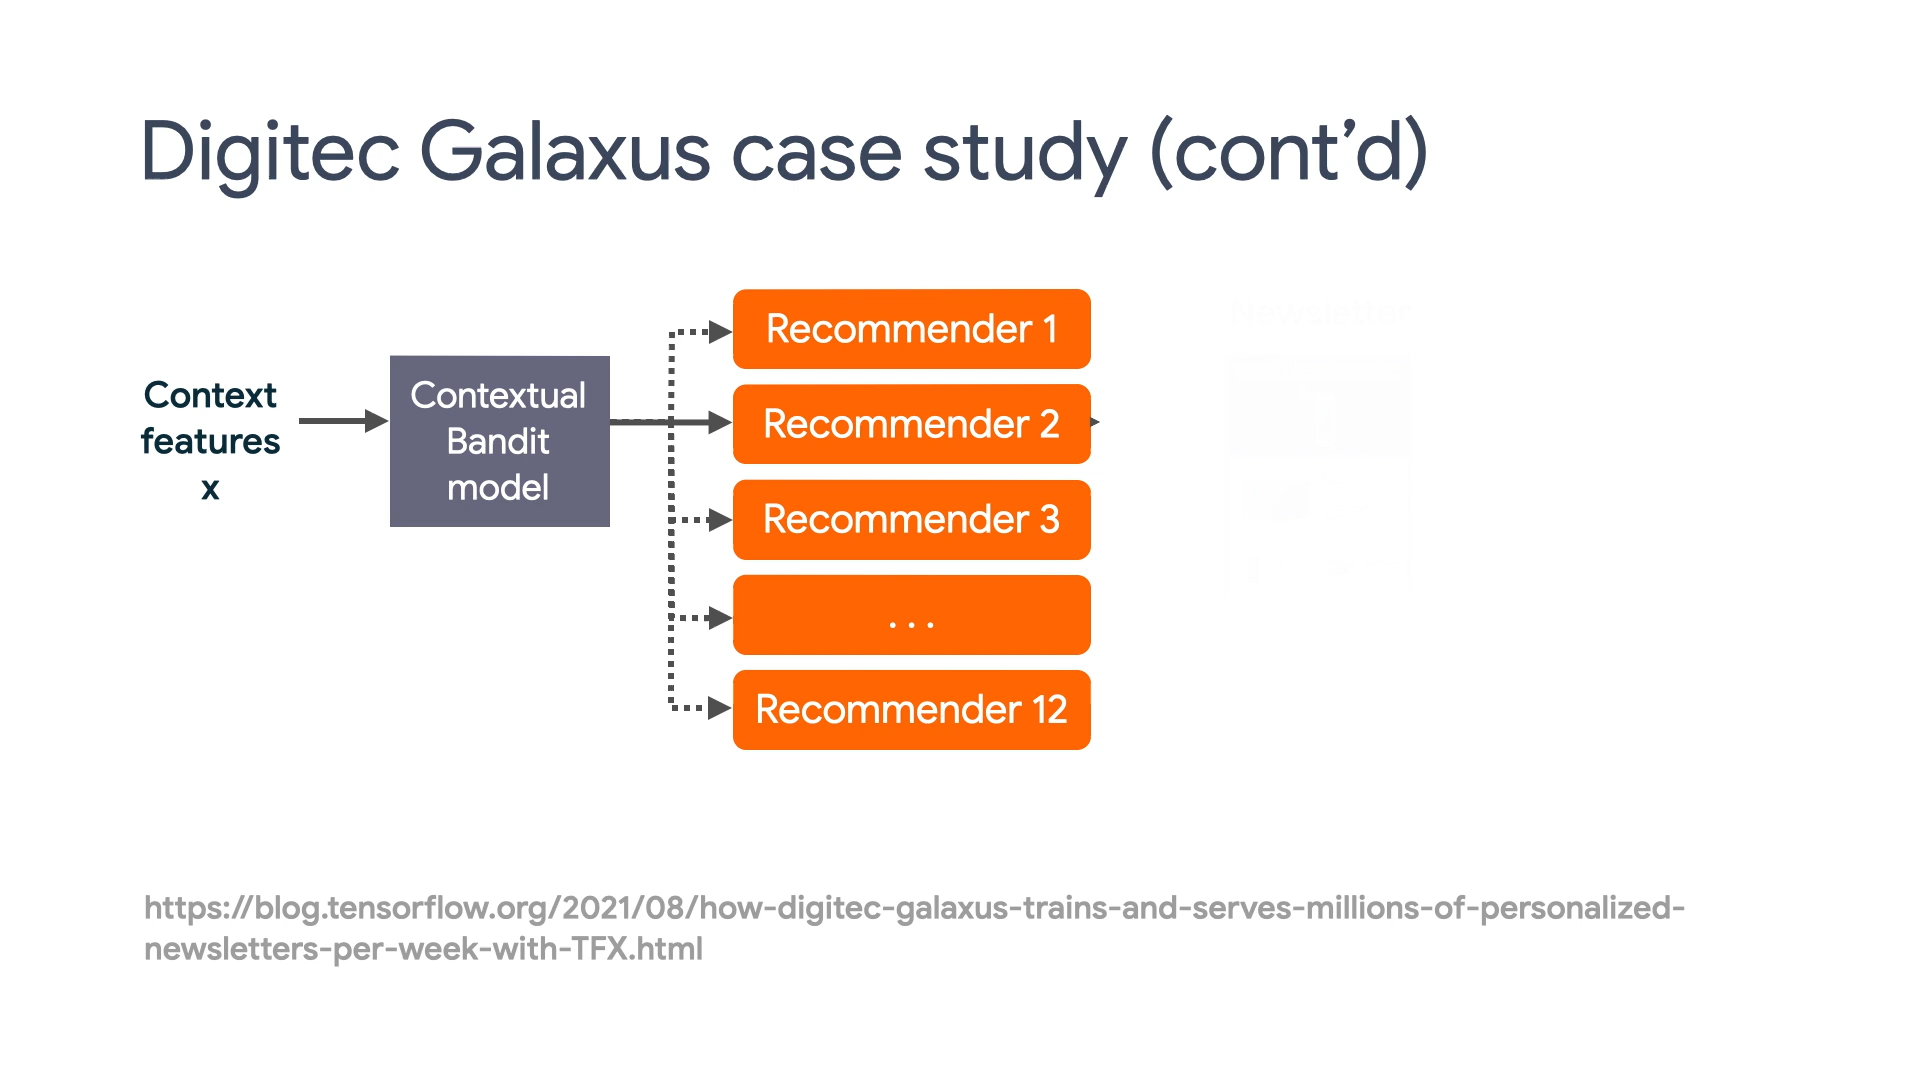 Digitec Galaxus case study (cont’d)
Context
features
x
Contextual
Bandit
model
Recommender 1
Recommender 2
Recommender 3
. . .
Recommender 12
Newsletter
https://blog.tensorflow.org/2021/08/how-digitec-galaxus-trains-and-serves-millions-of-personalized-
newsletters-per-week-with-TFX.html